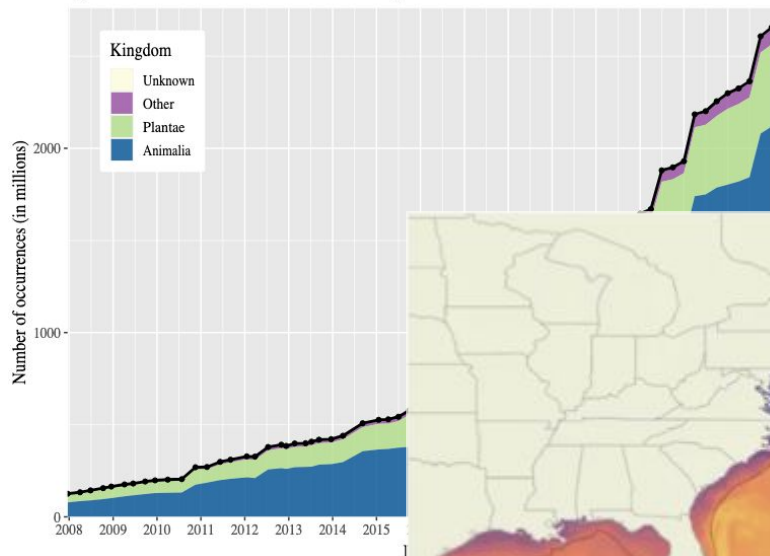 Kingdom
Unknown
Other
Plantae
Animalia
Number of occurrences (in millions)
2000
1000
0
2008 2009 2010 2011 2012 2013 2014 2015